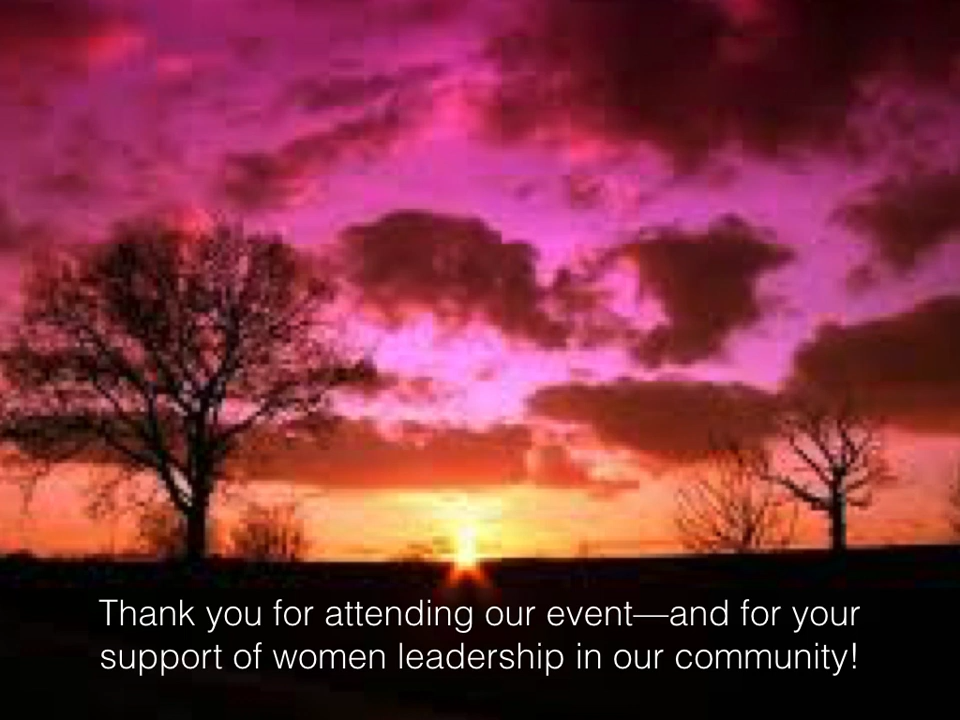 Thank you for attending our event—and for your
support of women leadership in our community!